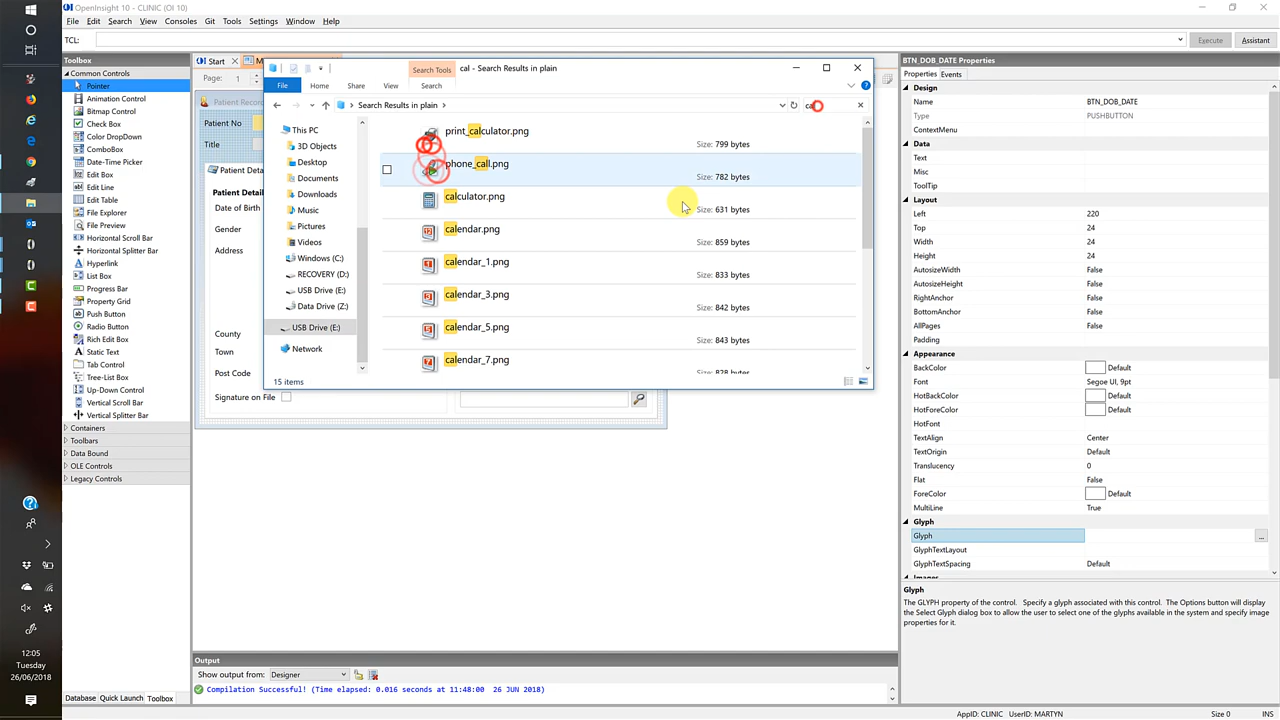 OpenInsight 10 - CLINIC (OI 10)
File Edit Search View Consoles Git Tools Settings Window Help
TCL:
Execute
Assistant
Toolbox
Common Controls
Pointer
Animation Control
Bitmap Control
Check Box
Color DropDown
ComboBox
Date-Time Picker
Edit Box
Edit Line
Edit Table
File Explorer
File Preview
Horizontal Scroll Bar
Horizontal Splitter Bar
Hyperlink
List Box
Progress Bar
Property Grid
Push Button
Radio Button
Rich Edit Box
Static Text
Tab Control
Tree-List Box
Up-Down Control
Vertical Scroll Bar
Vertical Splitter Bar
Containers
Toolbars
Data Bound
OLE Controls
Legacy Controls
Database Quick Launch Toolbox
12:05
Tuesday
26/06/2018
Start
Page: 1
Patient Record
Patient No
Title
Patient Detai
Patient Detail
Date of Birth
Gender
Address
County
Town
Post Code
Signature on File
Search Tools
cal - Search Results in plain
File Home Share View Search
Search Results in plain
This PC
3D Objects
Desktop
Documents
Downloads
Music
Pictures
Videos
Windows (C:)
RECOVERY (D:)
USB Drive (E:)
Data Drive (Z:)
USB Drive (E:)
Network
print_calculator.png
Size: 799 bytes
phone_call.png
Size: 782 bytes
calculator.png
Size: 631 bytes
calendar.png
Size: 859 bytes
calendar_1.png
Size: 833 bytes
calendar_3.png
Size: 842 bytes
calendar_5.png
Size: 843 bytes
calendar_7.png
Size: 828 bytes
15 items
Output
Show output from: Designer
Compilation Successful! (Time elapsed: 0.016 seconds at 11:48:00 26 JUN 2018)
BTN_DOB_DATE Properties
Properties Events
Design
Name BTN_DOB_DATE
Type PUSHBUTTON
ContextMenu
Data
Text
Misc
ToolTip
Layout
Left 220
Top 24
Width 24
Height 24
AutosizeWidth False
AutosizeHeight False
RightAnchor False
BottomAnchor False
AllPages False
Padding
Appearance
BackColor Default
Font Segoe UI, 9pt
HotBackColor Default
HotForeColor Default
HotFont
TextAlign Center
TextOrigin Default
Translucency 0
Flat False
ForeColor Default
MultiLine True
Glyph
Glyph ...
GlyphTextLayout
GlyphTextSpacing Default
Images
Glyph
The GLYPH property of the control. Specify a glyph associated with this control. The Options button will display
the Select Glyph dialog box to allow the user to select one of the glyphs available in the system and specify image
properties for it.
AppID: CLINIC UserID: MARTYN Size 0 INS